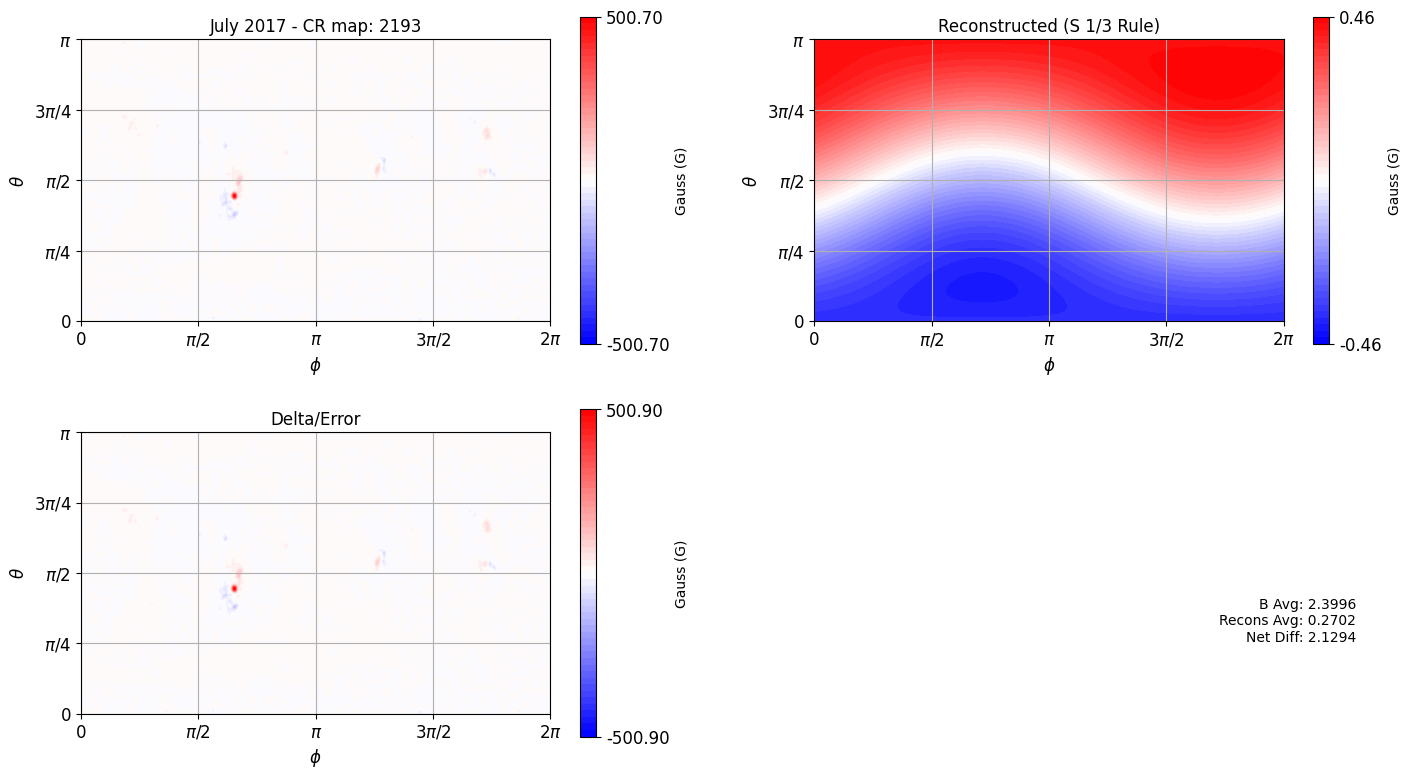 July 2017 - CR map: 2193
π
3π/4
π/2
π/4
0
θ
0
π/2
π
3π/2
2π
ϕ
500.70
-500.70
Gauss (G)
Reconstructed (S 1/3 Rule)
π
3π/4
π/2
π/4
0
θ
0
π/2
π
3π/2
2π
ϕ
0.46
-0.46
Gauss (G)
Delta/Error
π
3π/4
π/2
π/4
0
θ
0
π/2
π
3π/2
2π
ϕ
500.90
-500.90
Gauss (G)
B Avg: 2.3996
Recons Avg: 0.2702
Net Diff: 2.1294